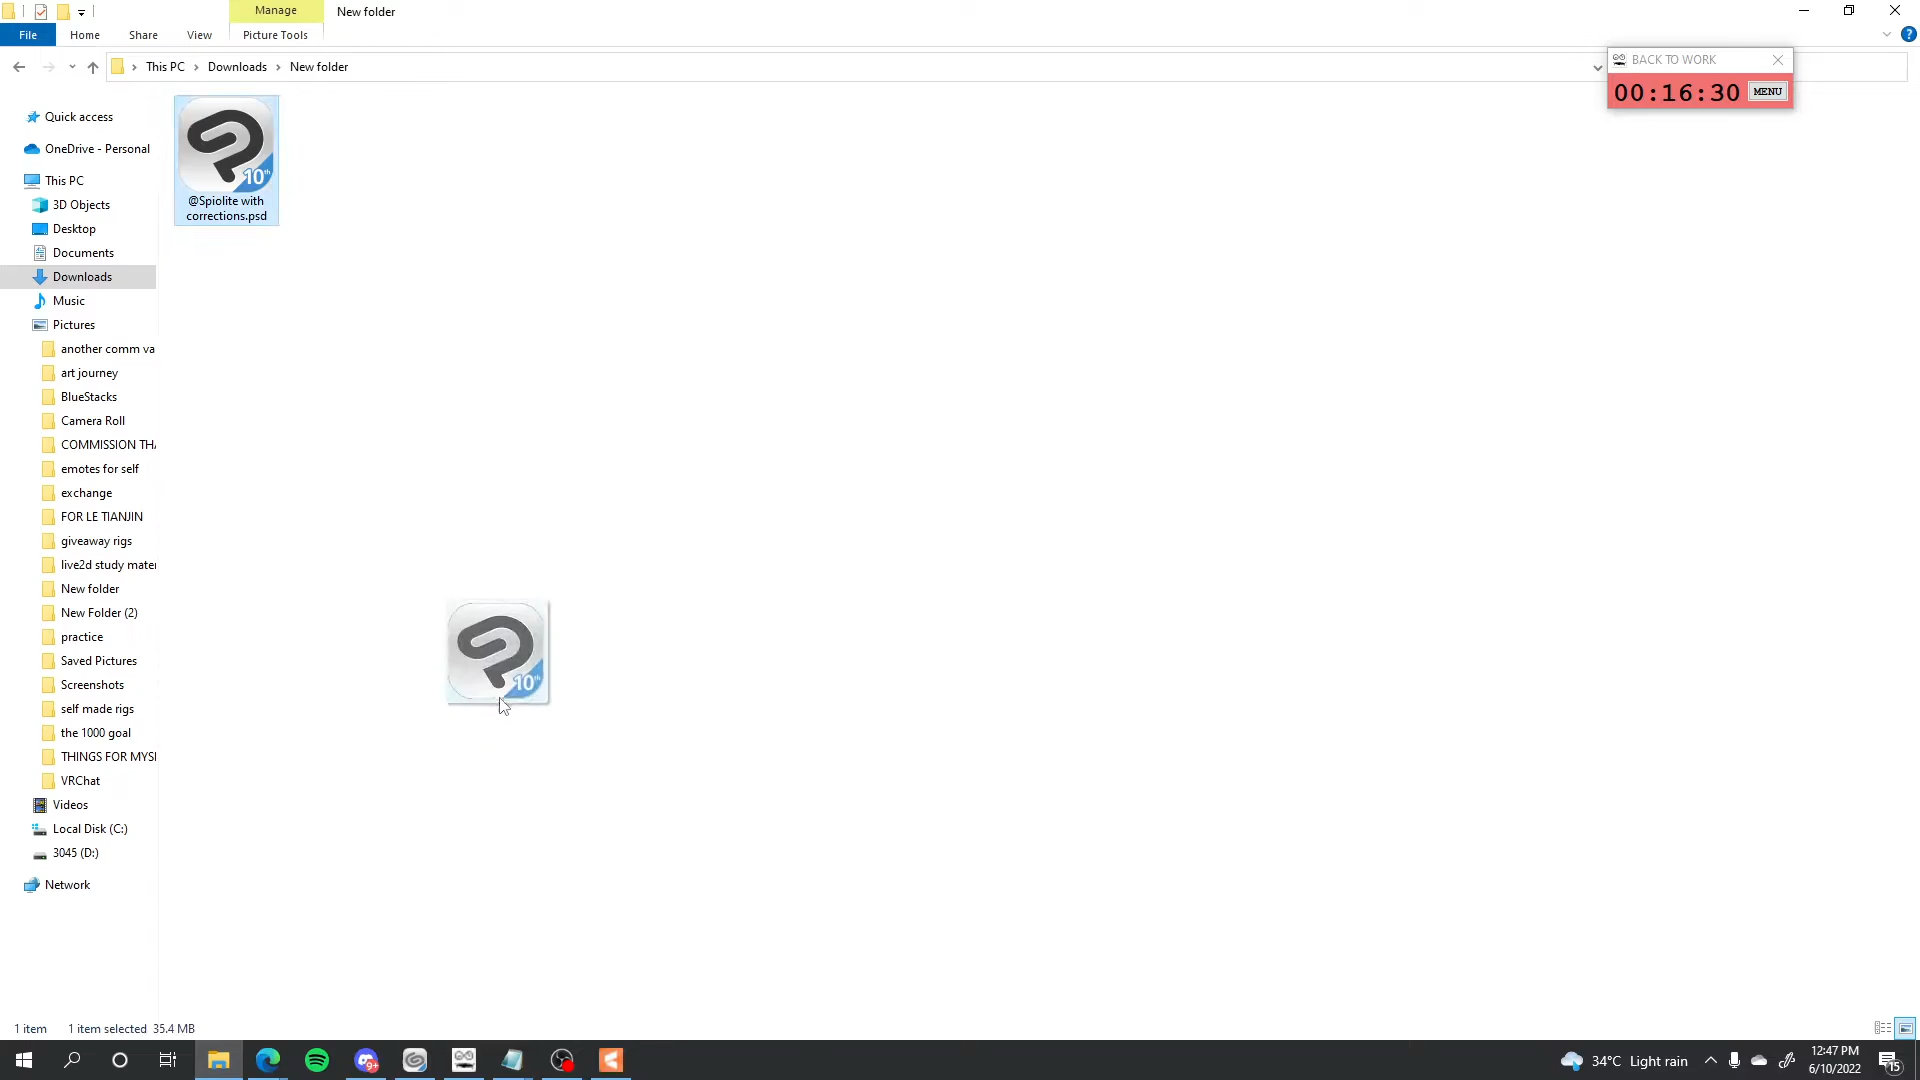 Manage
New folder
File
Home
Share
View
Picture Tools
This PC
Downloads
New folder
BACK TO WORK
00:16:30
MENU
Quick access
OneDrive - Personal
This PC
3D Objects
Desktop
Documents
Downloads
Music
Pictures
another comm va
art journey
BlueStacks
Camera Roll
COMMISSION THA
emotes for self
exchange
FOR LE TIANJIN
giveaway rigs
live2d study mater
New folder
New Folder (2)
practice
Saved Pictures
Screenshots
self made rigs
the 1000 goal
THINGS FOR MYSE
VRChat
Videos
Local Disk (C:)
3045 (D:)
Network
10th
@Spiolite with
corrections.psd
10th
1 item
1 item selected
35.4 MB
9+
34°C
Light rain
12:47 PM
6/10/2022
15